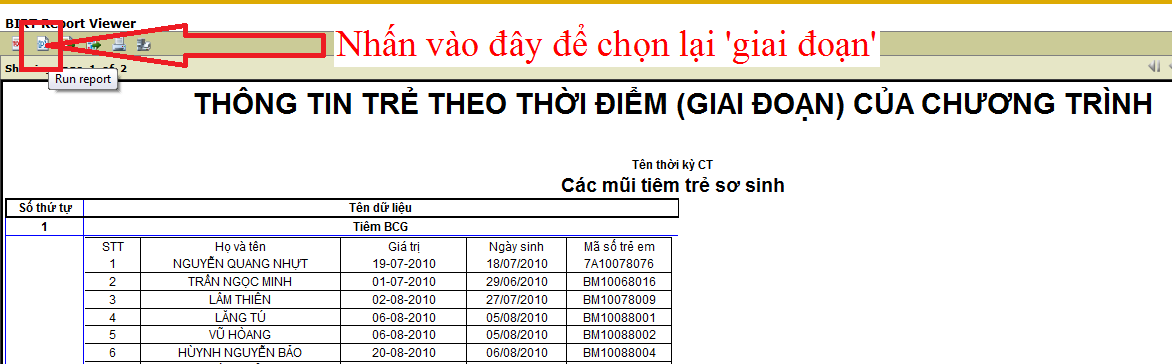 BIRT Report Viewer
Nhấn vào đây để chọn lại 'giai đoạn'
of 2
Run report
THÔNG TIN TRẺ THEO THỜI ĐIỂM (GIAI ĐOẠN) CỦA CHƯƠNG TRÌNH
Tên thời kỳ CT
Các mũi tiêm trẻ sơ sinh
Số thứ tự Tên dữ liệu
1 Tiêm BCG
STT Họ và tên Giá trị Ngày sinh Mã số trẻ em
1 NGUYỄN QUANG NHỰT 19-07-2010 18/07/2010 7A10078076
2 TRẦN NGỌC MINH 01-07-2010 29/06/2010 BM10068016
3 LÂM THIÊN 02-08-2010 27/07/2010 BM10078009
4 LĂNG TÚ 06-08-2010 05/08/2010 BM10088001
5 VŨ HÒANG 06-08-2010 05/08/2010 BM10088002
6 HÙYNH NGUYỄN BẢO 20-08-2010 06/08/2010 BM10088004